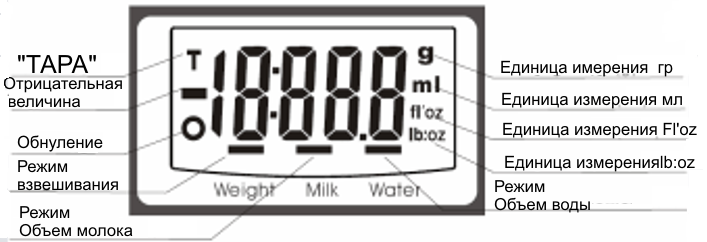 "ТАРА"
Отрицательная
величина
Обнуление
Режим
взвешивания
Режим
Объем молока
T
18:88.8
g
ml
fl'oz
lb:oz
Weight Milk Water
Единица имерения гр
Единица измерения мл
Единица измерения Fl'oz
Единица измеренияlb:oz
Режим
Объем воды